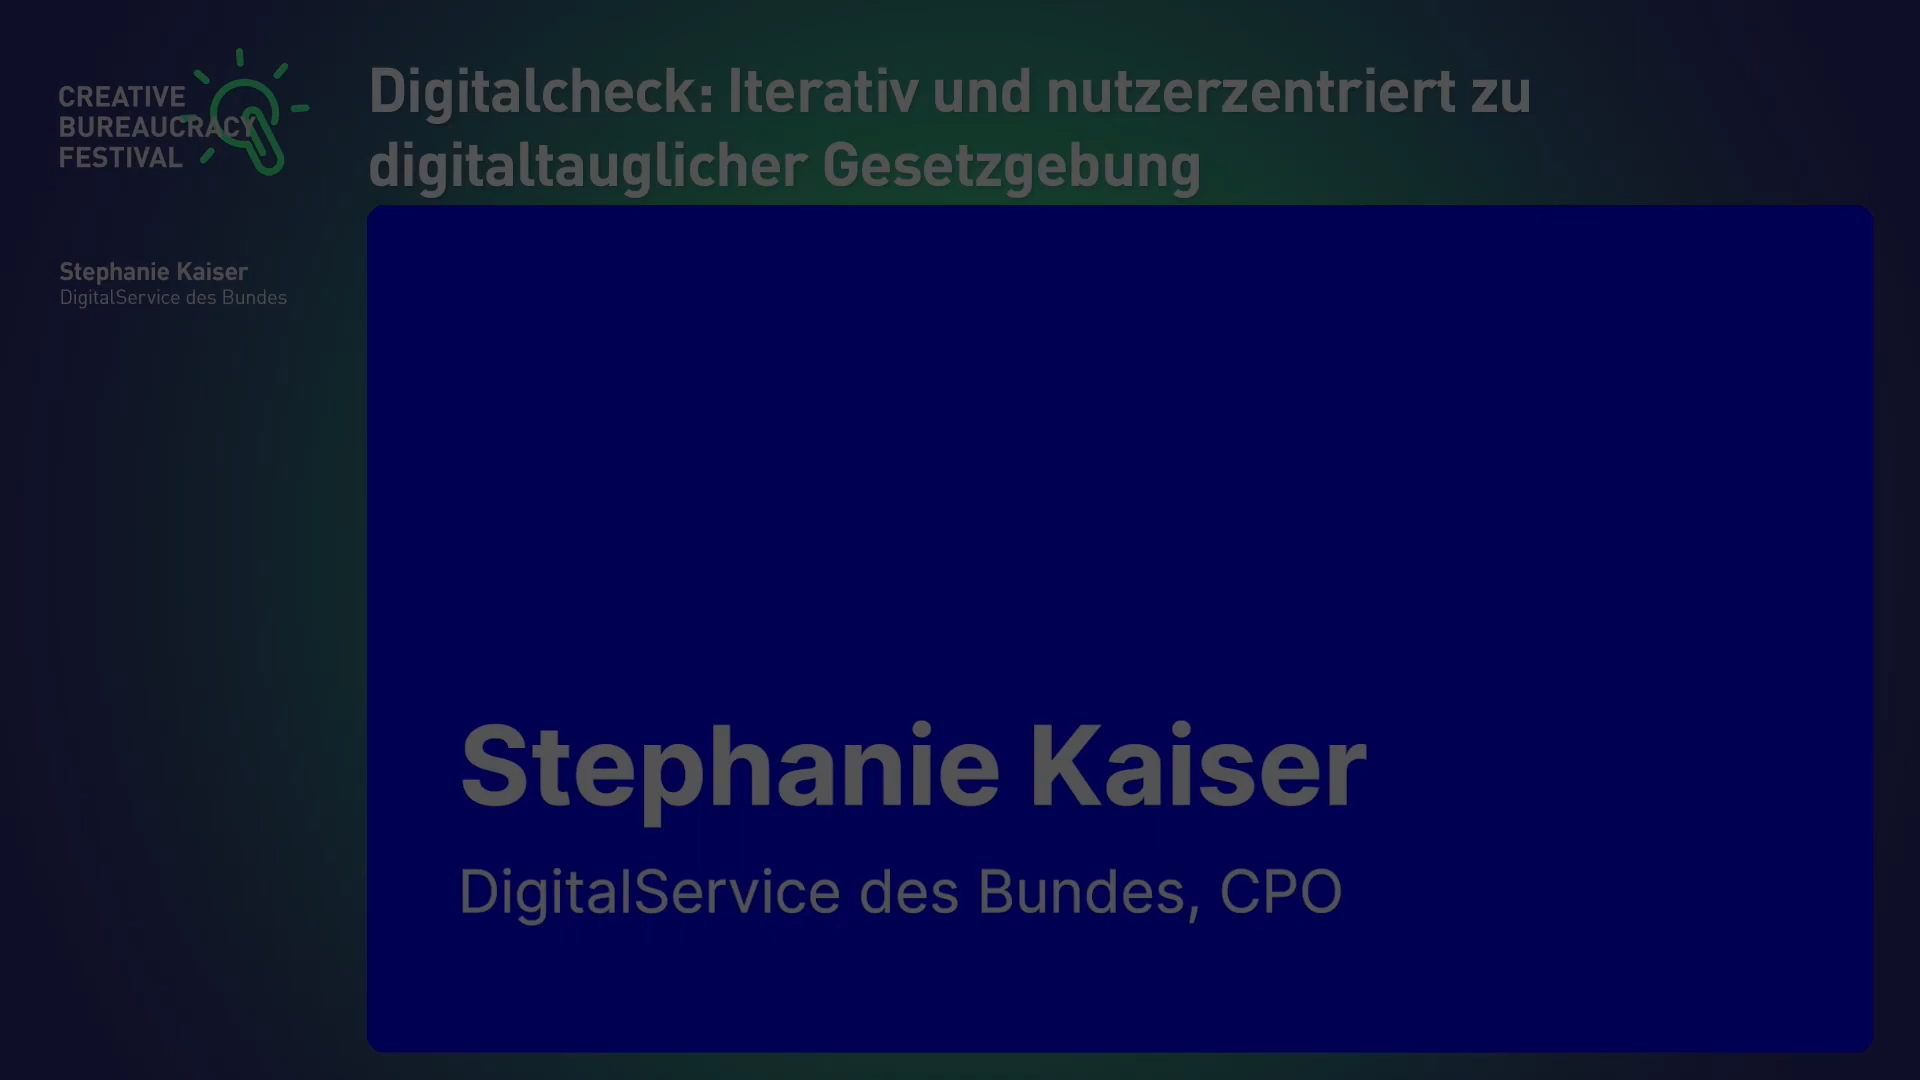 CREATIVE
BUREAUCRACY
FESTIVAL
Digitalcheck: Iterativ und nutzerzentriert zu
digitaltauglicher Gesetzgebung
Stephanie Kaiser
DigitalService des Bundes
Stephanie Kaiser
DigitalService des Bundes, CPO